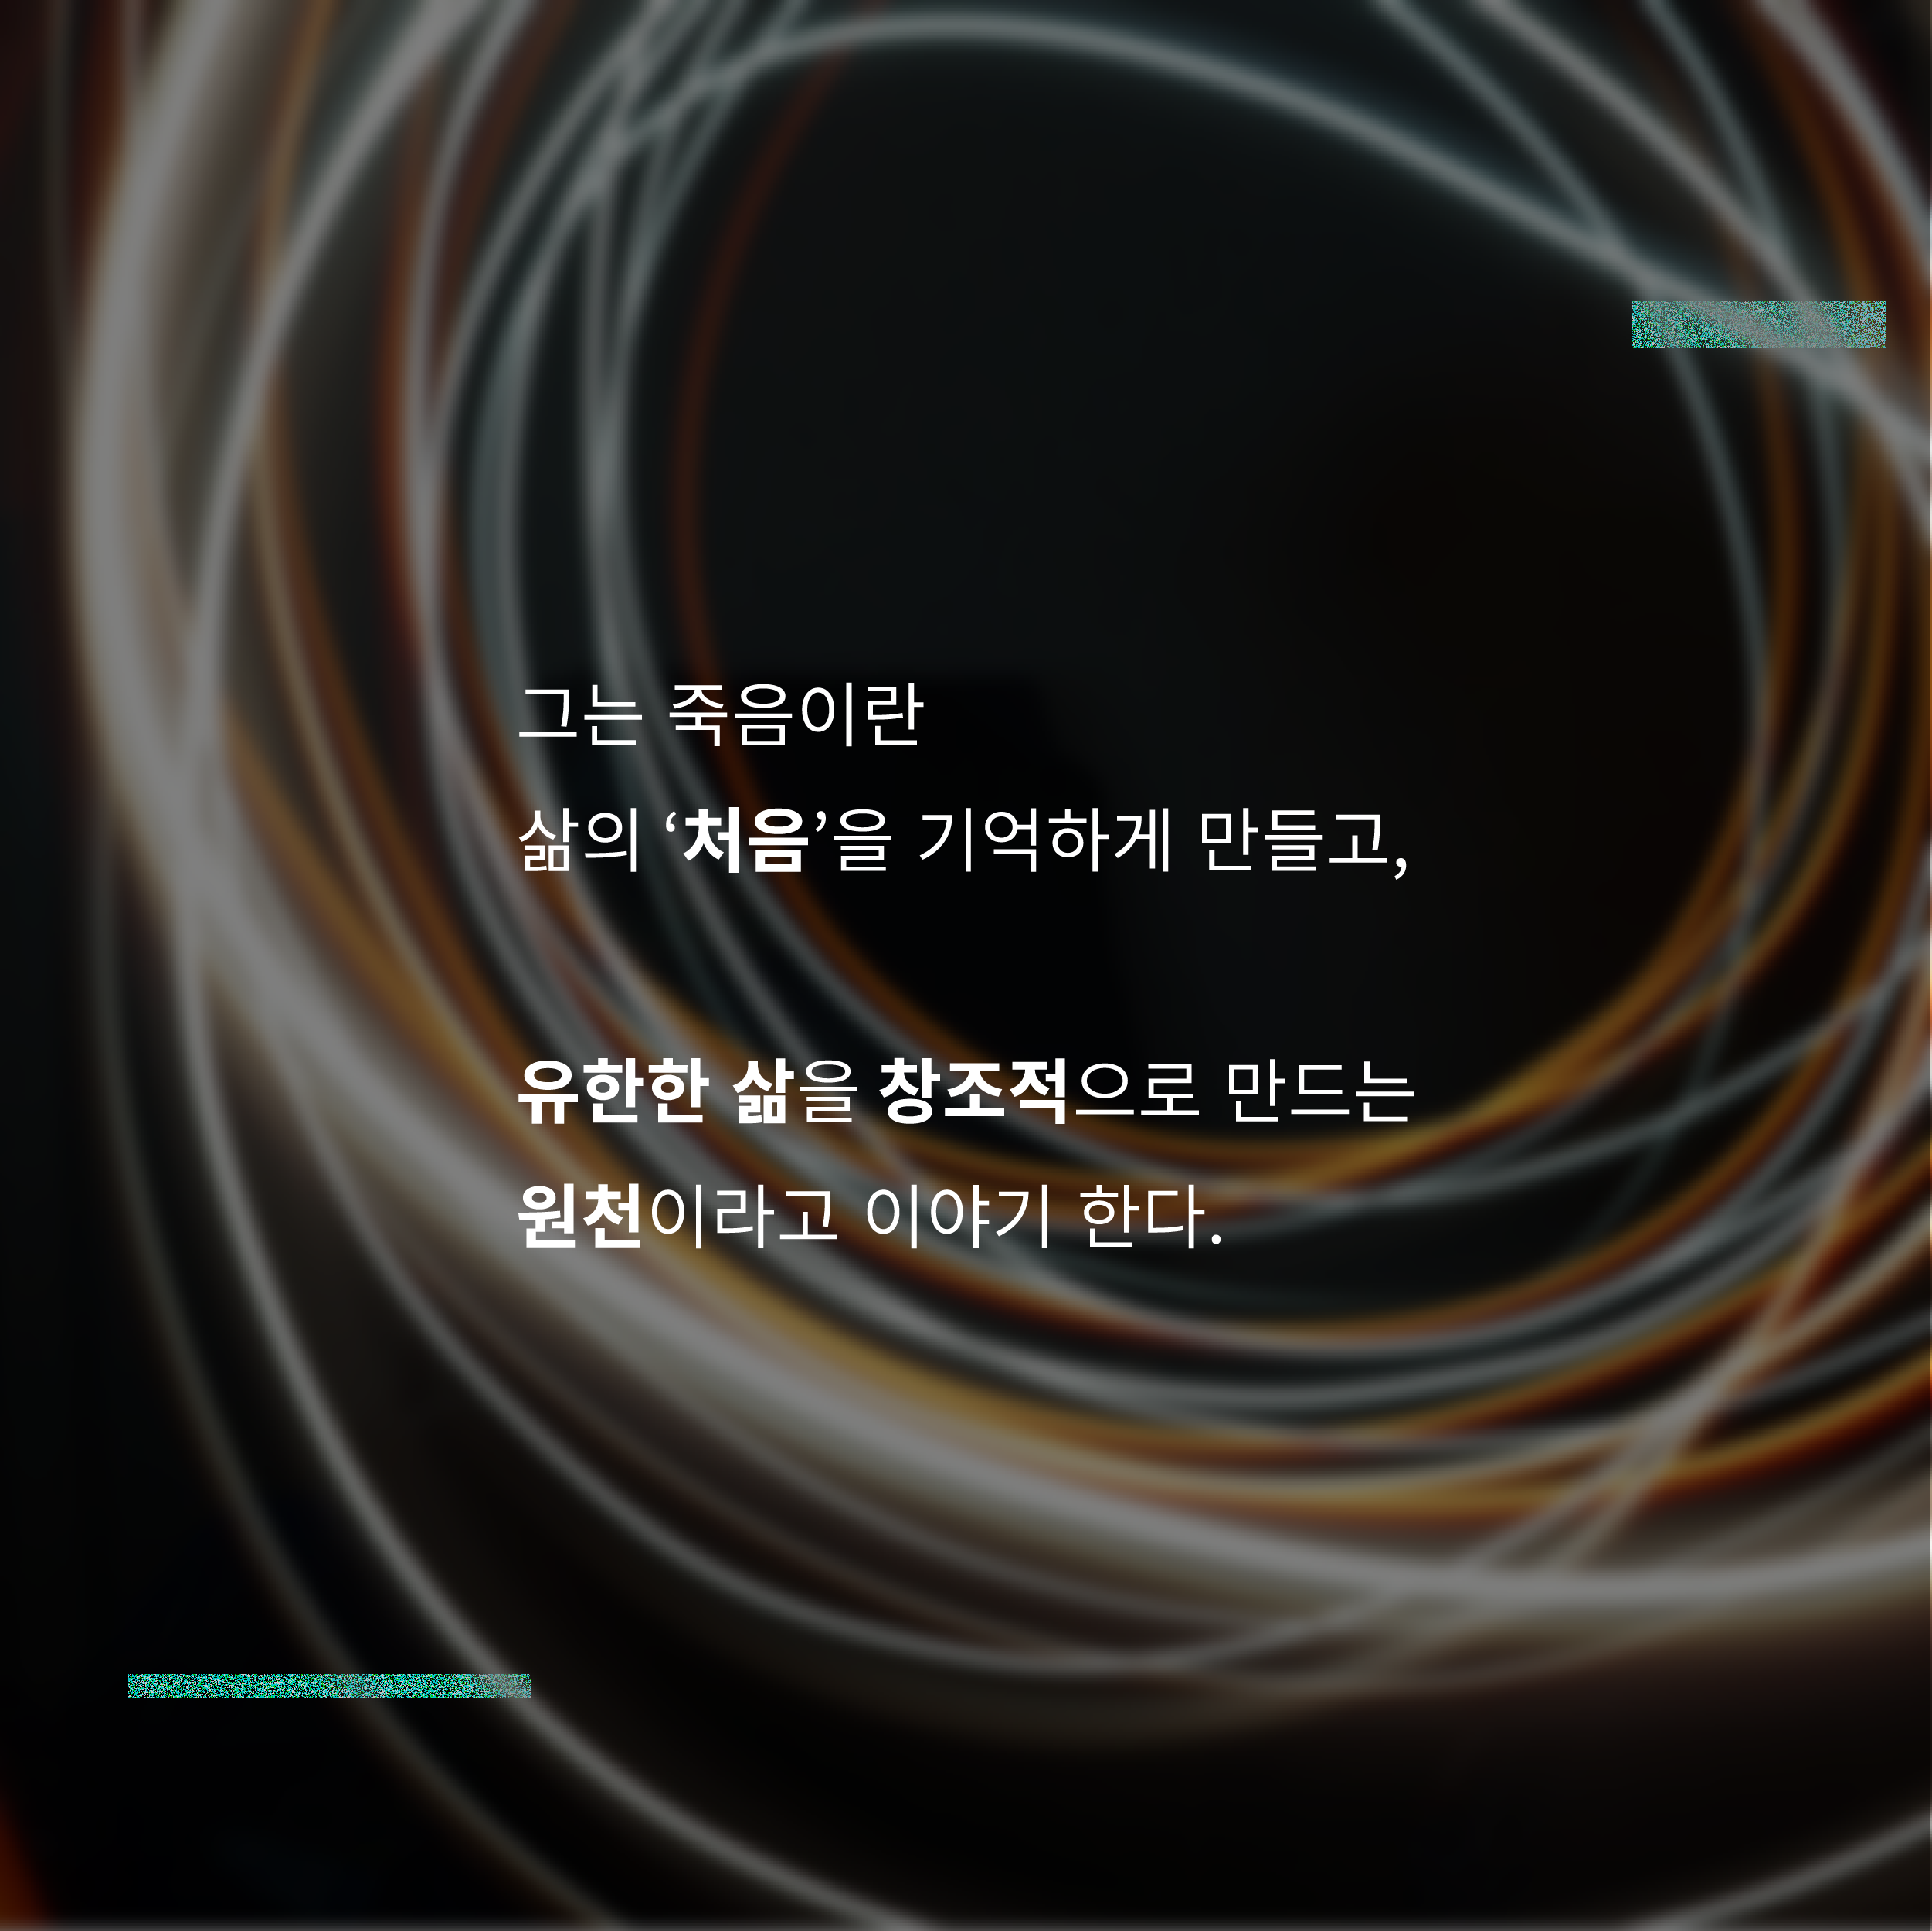 그는 죽음이란
삶의 ‘처음’을 기억하게 만들고,
유한한 삶을 창조적으로 만드는
원천이라고 이야기 한다.